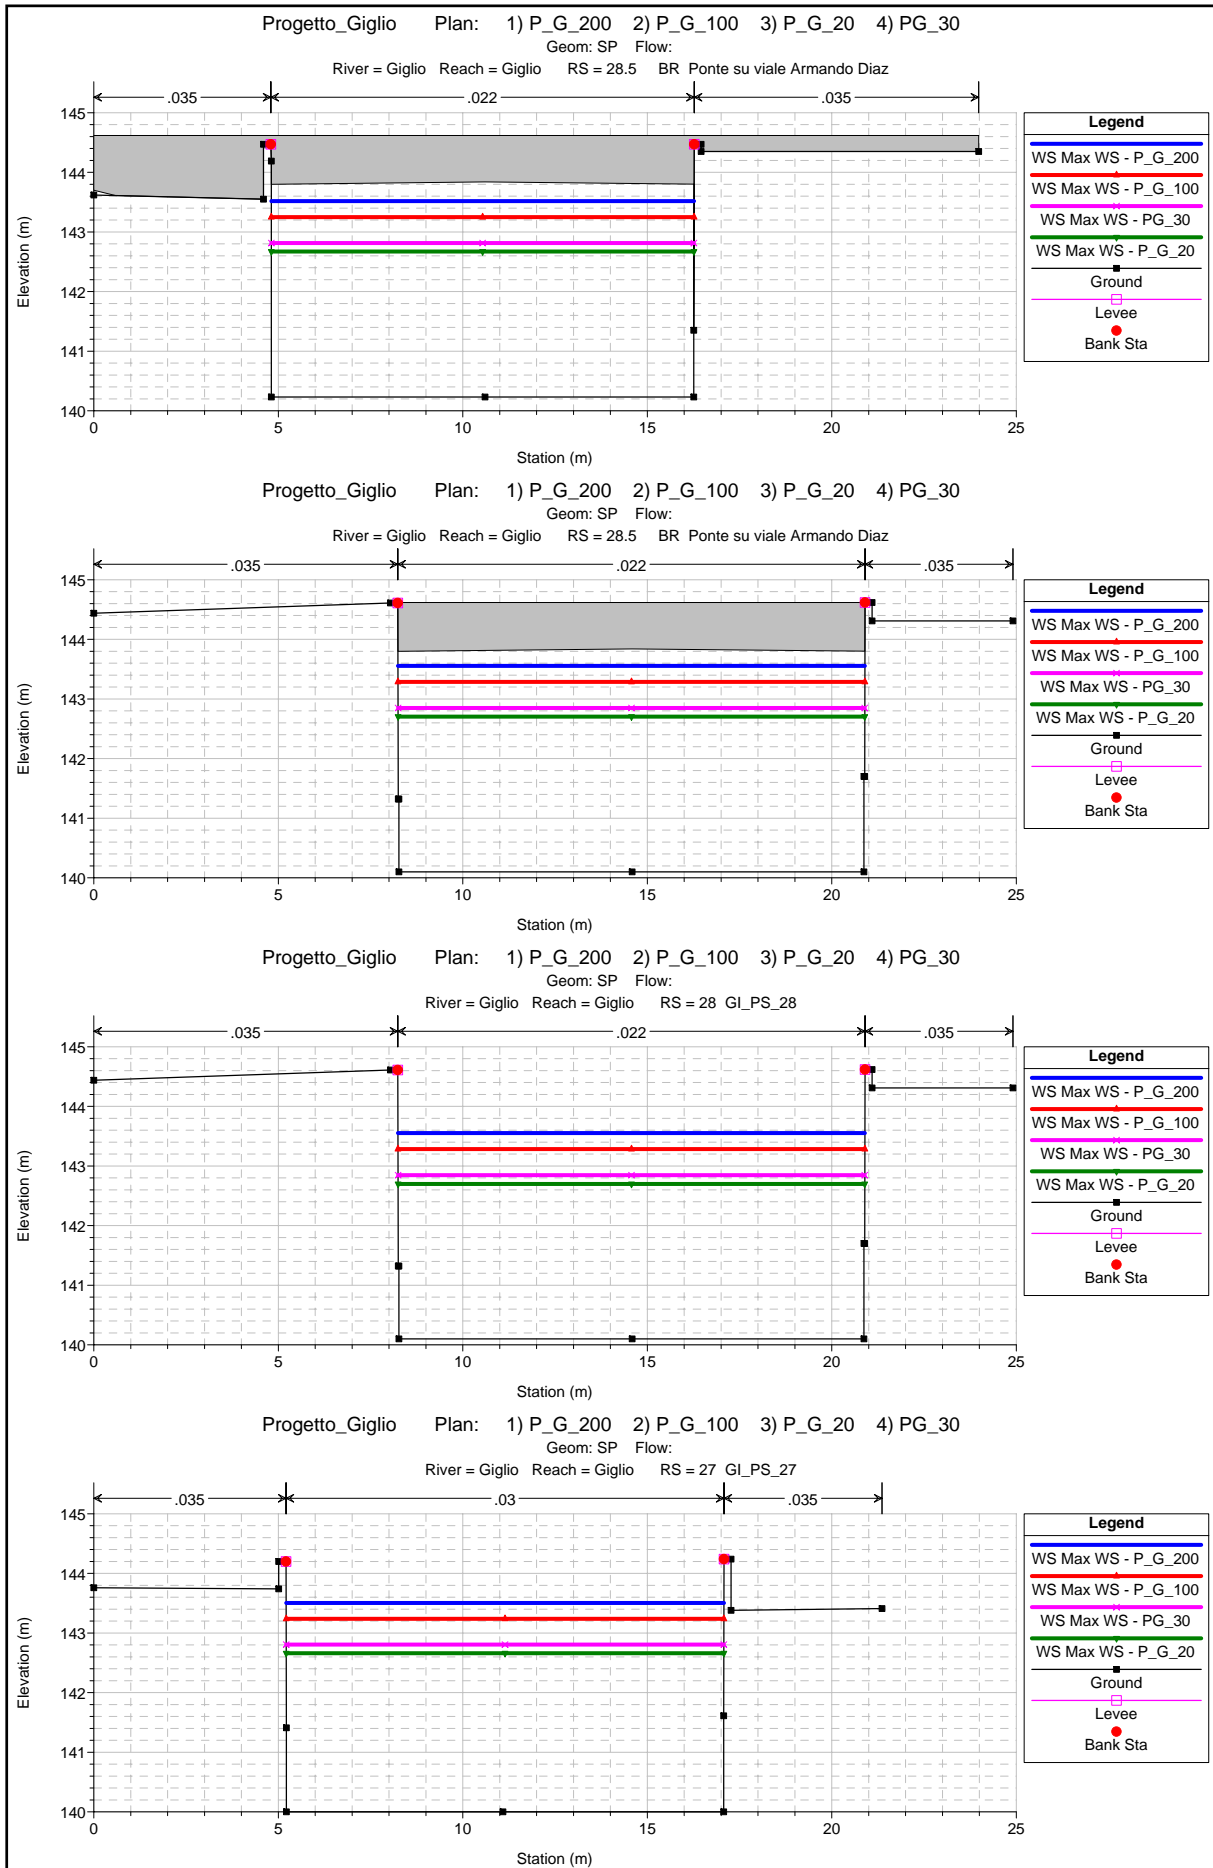 Progetto_Giglio Plan: 1) P_G_200 2) P_G_100 3) P_G_20 4) PG_30
Geom: SP Flow:
River = Giglio Reach = Giglio RS = 28.5 BR Ponte su viale Armando Diaz
.035 .022 .035
145
144
143
142
141
140
Elevation (m)
0 5 10 15 20 25
Station (m)
Legend
WS Max WS - P_G_200
WS Max WS - P_G_100
WS Max WS - PG_30
WS Max WS - P_G_20
Ground
Levee
Bank Sta
Progetto_Giglio Plan: 1) P_G_200 2) P_G_100 3) P_G_20 4) PG_30
Geom: SP Flow:
River = Giglio Reach = Giglio RS = 28.5 BR Ponte su viale Armando Diaz
.035 .022 .035
145
144
143
142
141
140
Elevation (m)
0 5 10 15 20 25
Station (m)
Legend
WS Max WS - P_G_200
WS Max WS - P_G_100
WS Max WS - PG_30
WS Max WS - P_G_20
Ground
Levee
Bank Sta
Progetto_Giglio Plan: 1) P_G_200 2) P_G_100 3) P_G_20 4) PG_30
Geom: SP Flow:
River = Giglio Reach = Giglio RS = 28 GI_PS_28
.035 .022 .035
145
144
143
142
141
140
Elevation (m)
0 5 10 15 20 25
Station (m)
Legend
WS Max WS - P_G_200
WS Max WS - P_G_100
WS Max WS - PG_30
WS Max WS - P_G_20
Ground
Levee
Bank Sta
Progetto_Giglio Plan: 1) P_G_200 2) P_G_100 3) P_G_20 4) PG_30
Geom: SP Flow:
River = Giglio Reach = Giglio RS = 27 GI_PS_27
.035 .03 .035
145
144
143
142
141
140
Elevation (m)
0 5 10 15 20 25
Station (m)
Legend
WS Max WS - P_G_200
WS Max WS - P_G_100
WS Max WS - PG_30
WS Max WS - P_G_20
Ground
Levee
Bank Sta